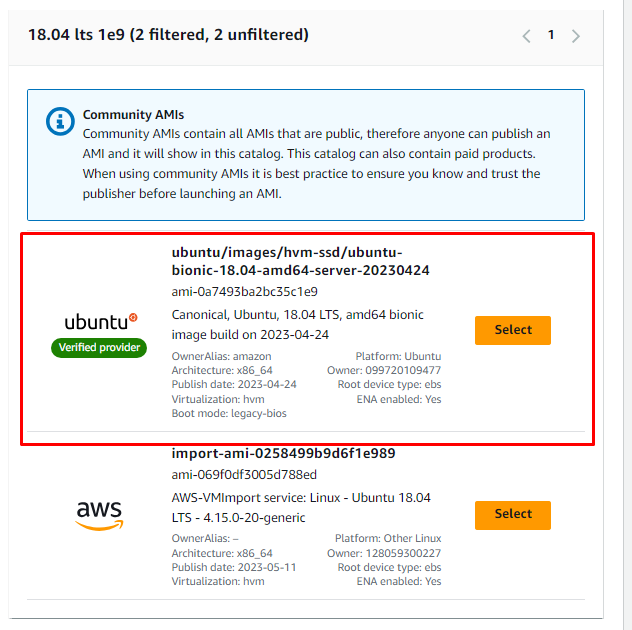 18.04 lts 1e9 (2 filtered, 2 unfiltered)
1
Community AMIs
Community AMIs contain all AMIs that are public, therefore anyone can publish an
AMI and it will show in this catalog. This catalog can also contain paid products.
When using community AMIs it is best practice to ensure you know and trust the
publisher before launching an AMI.
ubuntu
Verified provider
ubuntu/images/hvm-ssd/ubuntu-
bionic-18.04-amd64-server-20230424
ami-0a7493ba2bc35c1e9
Canonical, Ubuntu, 18.04 LTS, amd64 bionic
image build on 2023-04-24
OwnerAlias: amazon Platform: Ubuntu
Architecture: x86_64 Owner: 099720109477
Publish date: 2023-04-24 Root device type: ebs
Virtualization: hvm ENA enabled: Yes
Boot mode: legacy-bios
Select
aws
import-ami-0258499b9d6f1e989
ami-069f0df3005d788ed
AWS-VMImport service: Linux - Ubuntu 18.04
LTS - 4.15.0-20-generic
OwnerAlias: – Platform: Other Linux
Architecture: x86_64 Owner: 128059300227
Publish date: 2023-05-11 Root device type: ebs
Virtualization: hvm ENA enabled: Yes
Select